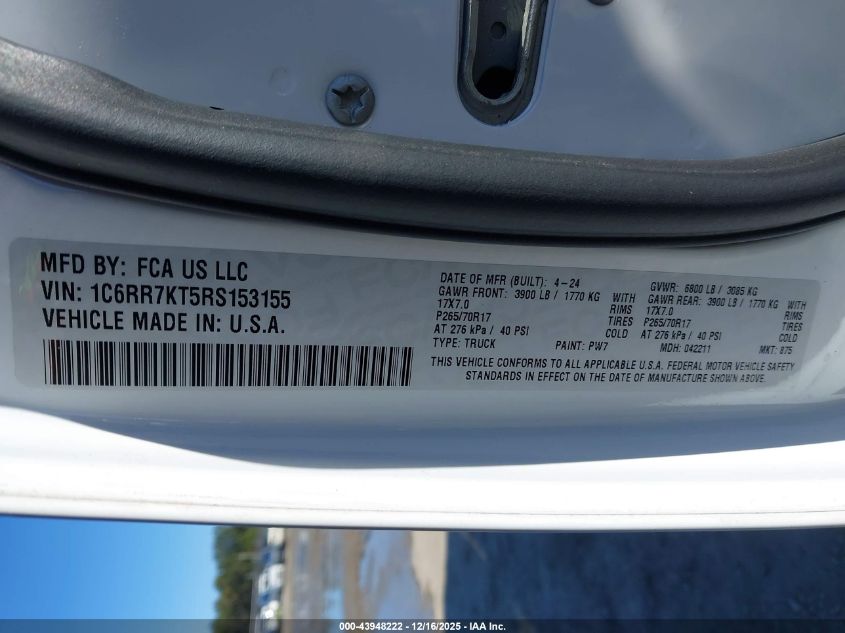 MFD BY: FCA US LLC
VIN: 1C6RR7KT5RS153155
VEHICLE MADE IN: U.S.A.
DATE OF MFR (BUILT): 4-24 GVWR: 6800 LB / 3085 KG
GAWR FRONT: 3900 LB / 1770 KG WITH GAWR REAR: 3900 LB / 1770 KG WITH
17X7.0 RIMS 17X7.0 RIMS
P265/70R17 TIRES P265/70R17 TIRES
AT 276 kPa / 40 PSI COLD AT 276 kPa / 40 PSI COLD
TYPE: TRUCK PAINT: PW7 MDH: 042211 MKT: 875
THIS VEHICLE CONFORMS TO ALL APPLICABLE U.S.A. FEDERAL MOTOR VEHICLE SAFETY
STANDARDS IN EFFECT ON THE DATE OF MANUFACTURE SHOWN ABOVE.
000-43948222 - 12/16/2025 - IAA Inc.